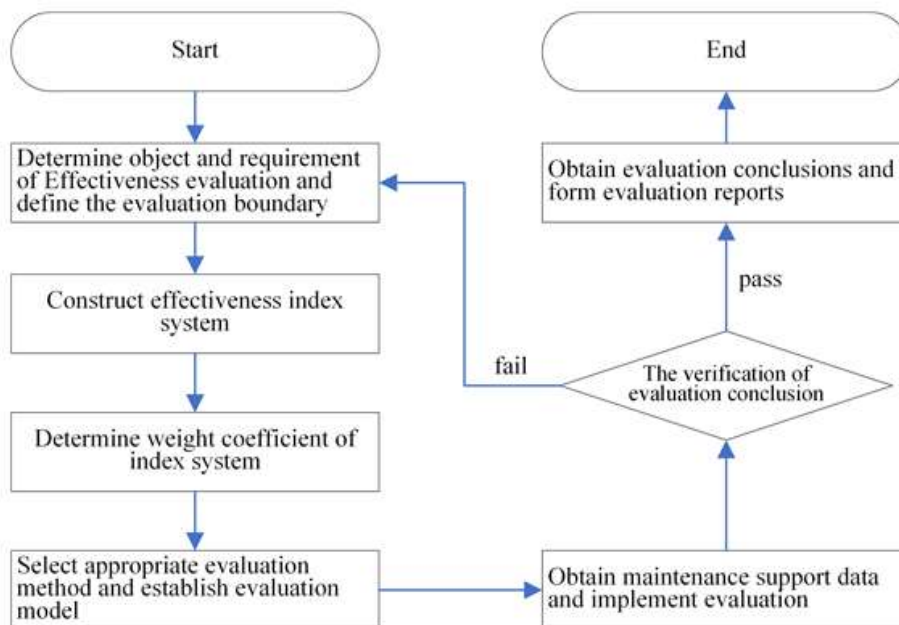 Start
Determine object and requirement
of Effectiveness evaluation and
define the evaluation boundary
Construct effectiveness index
system
Determine weight coefficient of
index system
Select appropriate evaluation
method and establish evaluation
model
Obtain maintenance support data
and implement evaluation
The verification of
evaluation conclusion
fail
pass
Obtain evaluation conclusions and
form evaluation reports
End